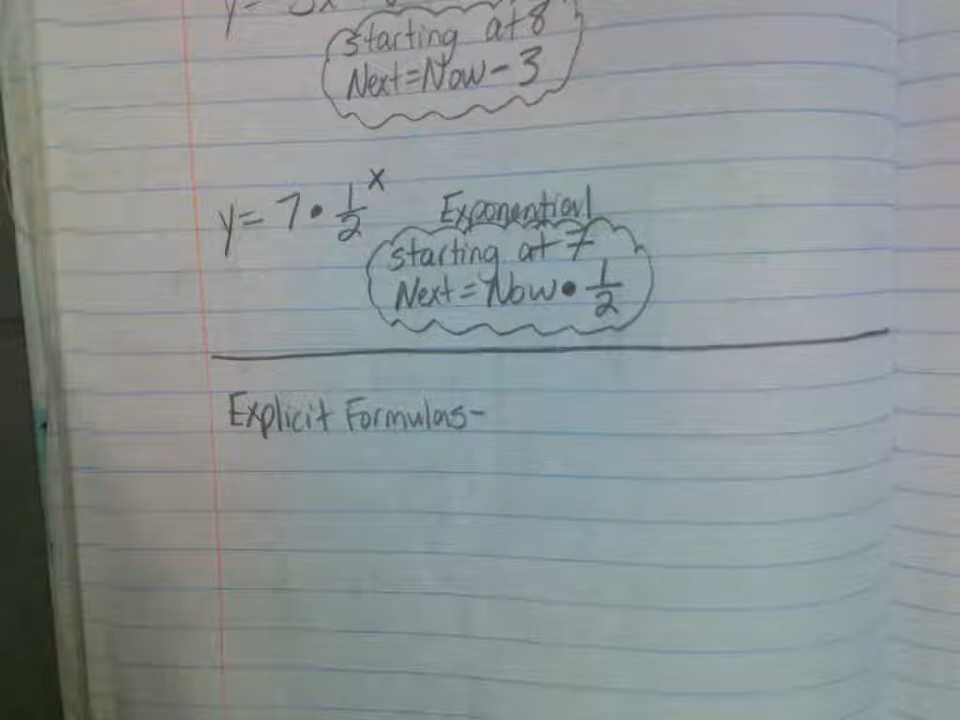 y=
starting at 8
Next=Now-3
y= 7•1/2^x Exponential
starting at 7
Next=Now•1/2
Explicit Formulas-